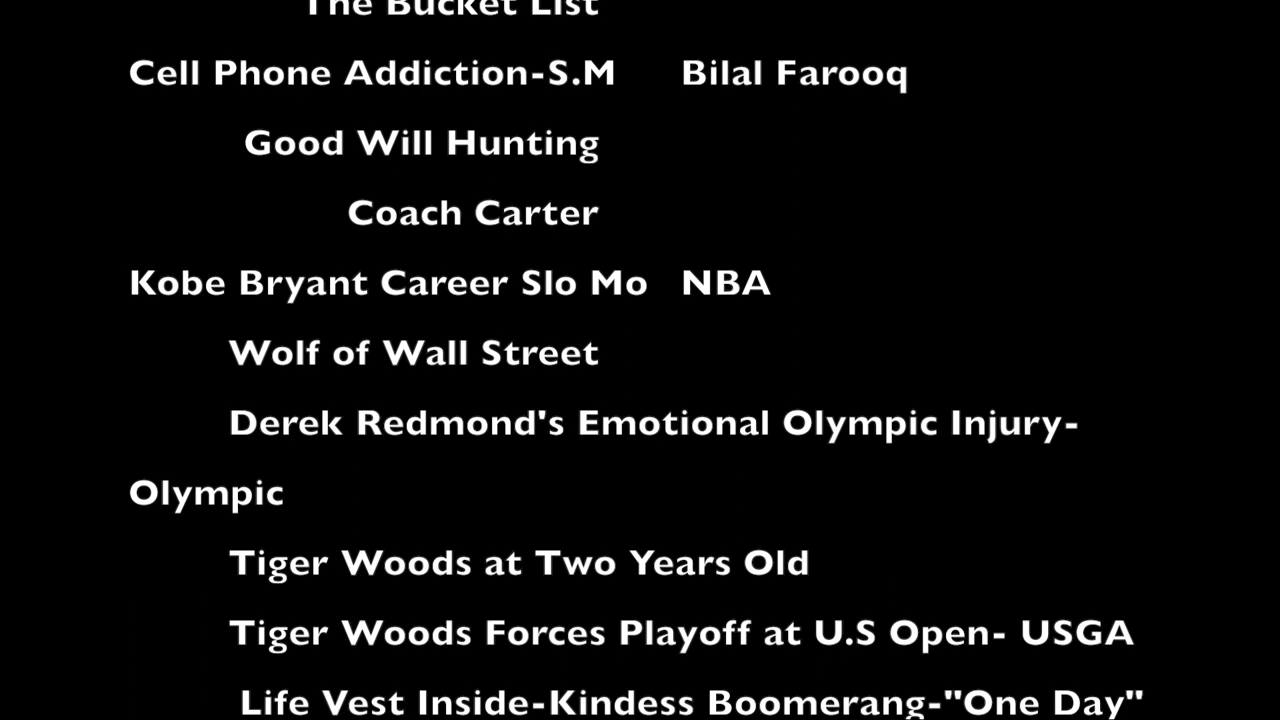 The Bucket List
Cell Phone Addiction-S.M Bilal Farooq
Good Will Hunting
Coach Carter
Kobe Bryant Career Slo Mo NBA
Wolf of Wall Street
Derek Redmond's Emotional Olympic Injury-
Olympic
Tiger Woods at Two Years Old
Tiger Woods Forces Playoff at U.S Open- USGA
Life Vest Inside-Kindess Boomerang-"One Day"